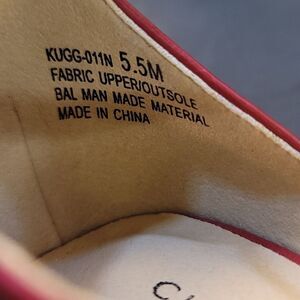 KUGG-011N 5.5M
FABRIC UPPER/OUTSOLE
BAL MAN MADE MATERIAL
MADE IN CHINA